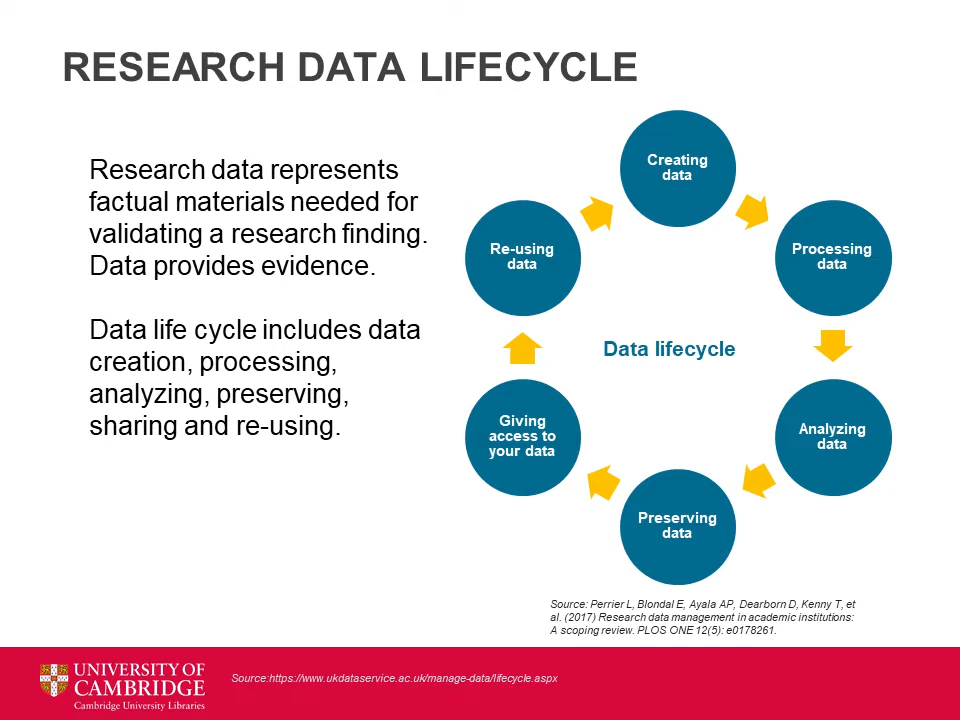 RESEARCH DATA LIFECYCLE
Research data represents
factual materials needed for
validating a research finding.
Data provides evidence.
Data life cycle includes data
creation, processing,
analyzing, preserving,
sharing and re-using.
Creating
data
Processing
data
Analyzing
data
Preserving
data
Giving
access to
your data
Re-using
data
Data lifecycle
Source: Perrier L, Blondal E, Ayala AP, Dearborn D, Kenny T, et
al. (2017) Research data management in academic institutions:
A scoping review. PLOS ONE 12(5): e0178261.
UNIVERSITY OF
CAMBRIDGE
Cambridge University Libraries
Source:https://www.ukdataservice.ac.uk/manage-data/lifecycle.aspx